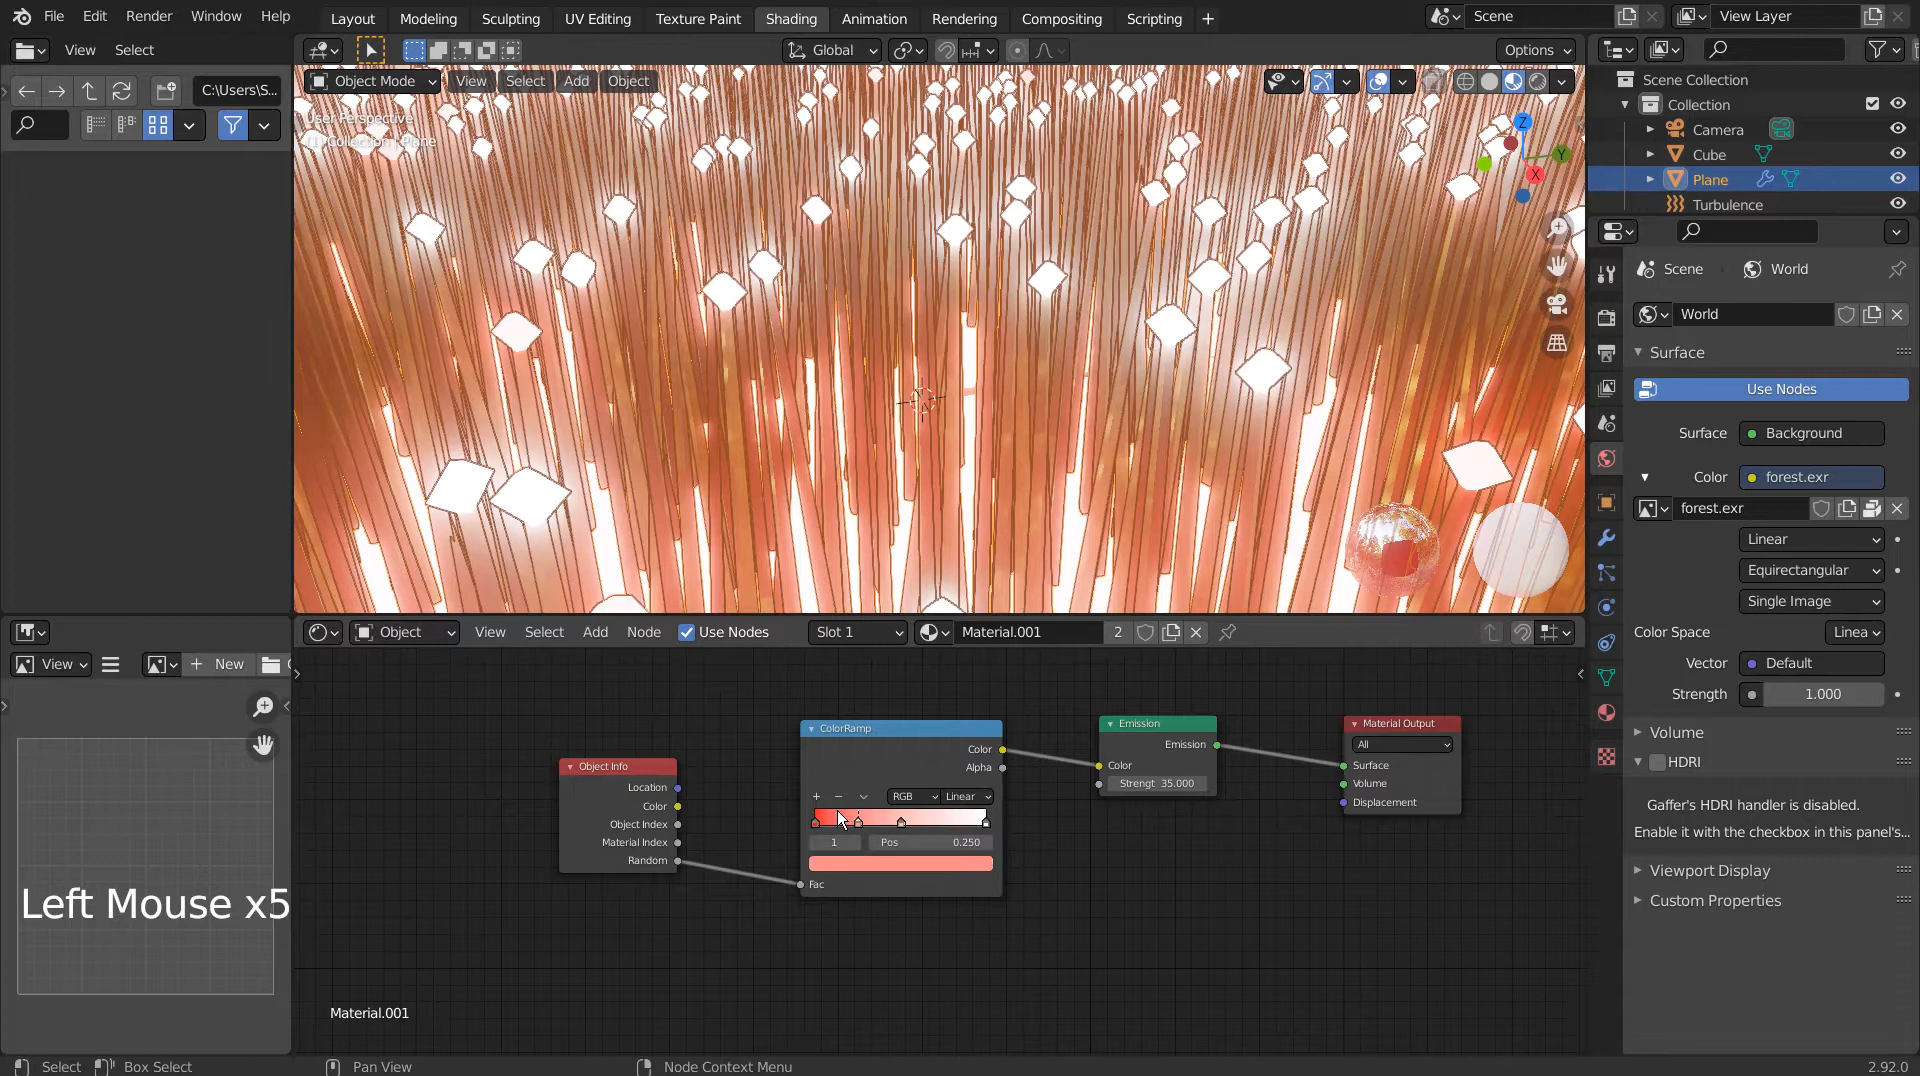 File Edit Render Window Help
Layout Modeling Sculpting UV Editing Texture Paint Shading Animation Rendering Compositing Scripting +
Scene
View Layer
View Select
Global
Options
C:\Users\S...
Object Mode View Select Add Object
User Perspective
(1) Collection | Plane
Z
Y
X
Scene Collection
Collection
Camera
Cube
Plane
Turbulence
Scene World
World
Surface
Use Nodes
Surface Background
Color forest.exr
forest.exr
Linear
Equirectangular
Single Image
Color Space Linea
Vector Default
Strength 1.000
Volume
HDRI
Gaffer's HDRI handler is disabled.
Enable it with the checkbox in this panel's...
Viewport Display
Custom Properties
Object View Select Add Node Use Nodes Slot 1 Material.001 2
View New
Object Info
Location
Color
Object Index
Material Index
Random
ColorRamp
Color
Alpha
RGB Linear
1 Pos 0.250
Fac
Emission
Emission
Color
Strengt 35.000
Material Output
All
Surface
Volume
Displacement
Left Mouse x5
Material.001
Select Box Select Pan View Node Context Menu 2.92.0